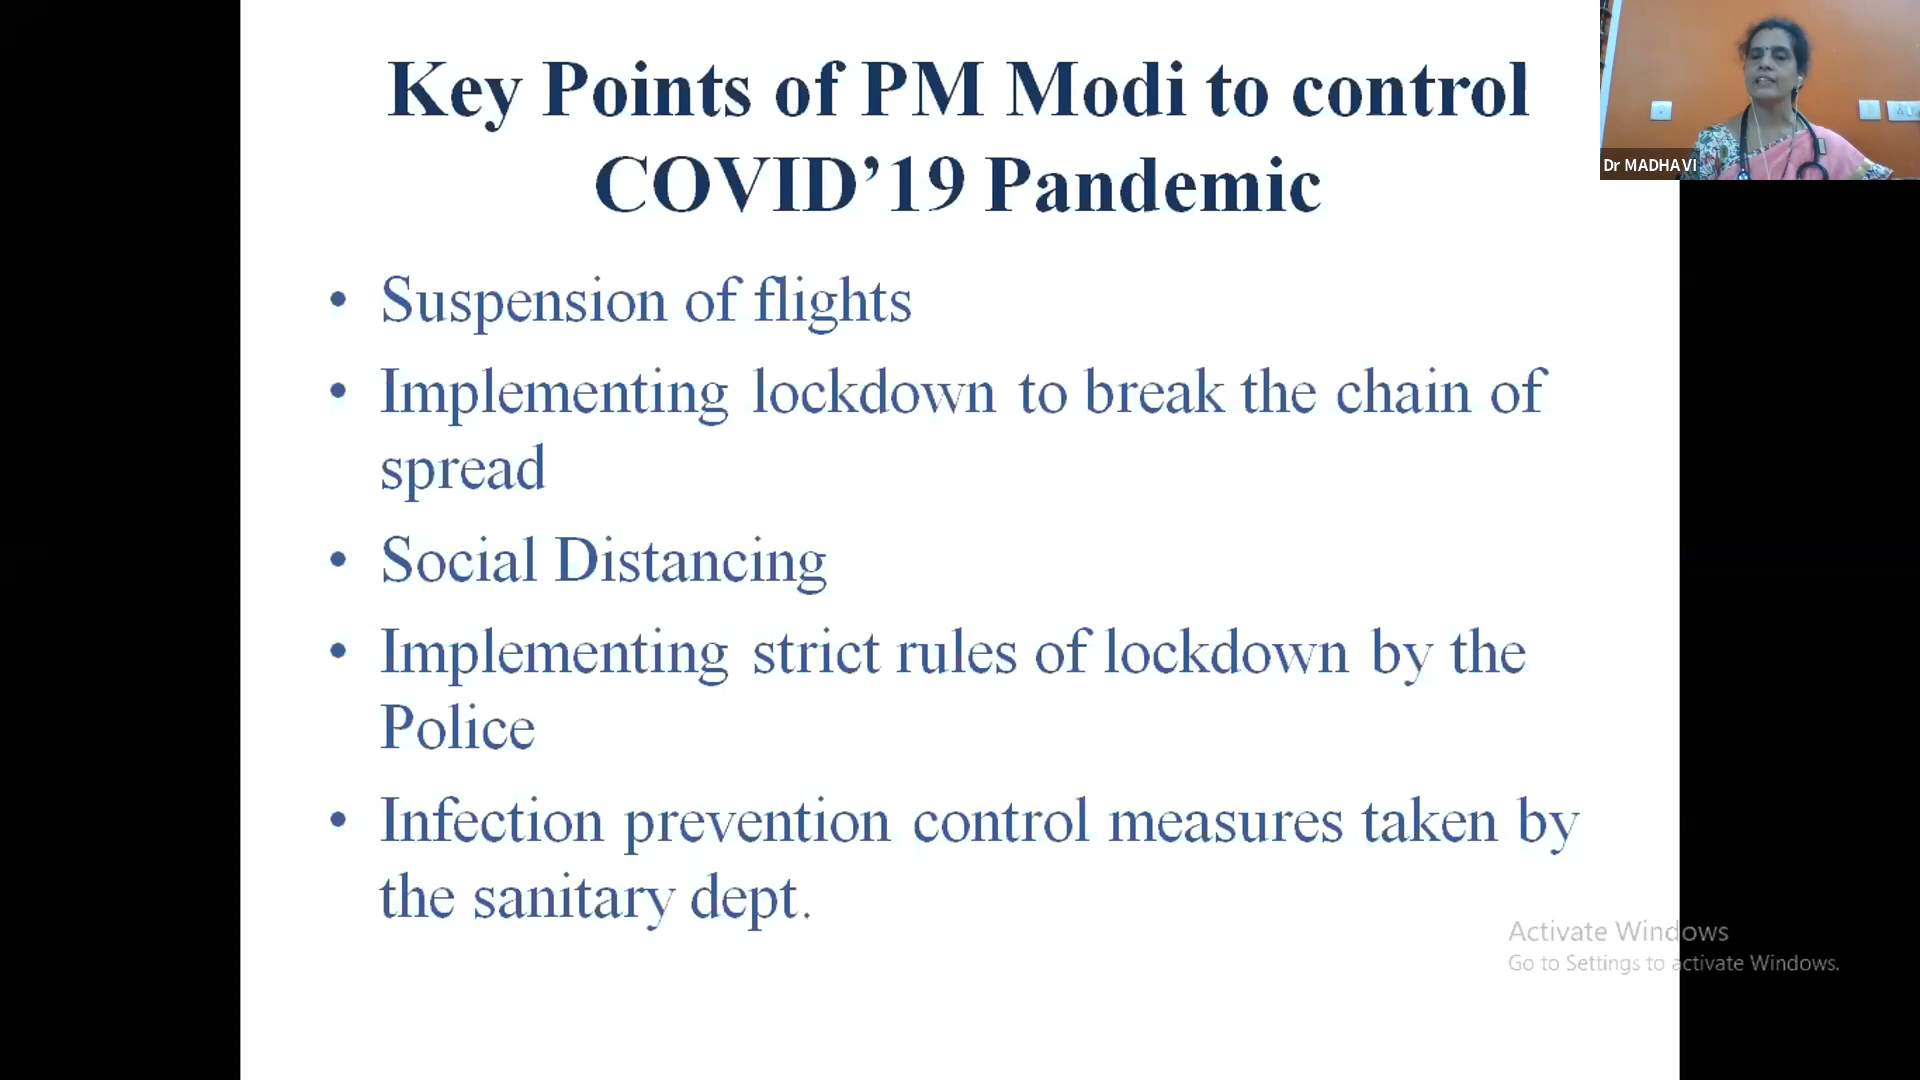 Key Points of PM Modi to control
COVID’19 Pandemic
Dr MADHAVI
• Suspension of flights
• Implementing lockdown to break the chain of
spread
• Social Distancing
• Implementing strict rules of lockdown by the
Police
• Infection prevention control measures taken by
the sanitary dept.
Activate Windows
Go to Settings to activate Windows.